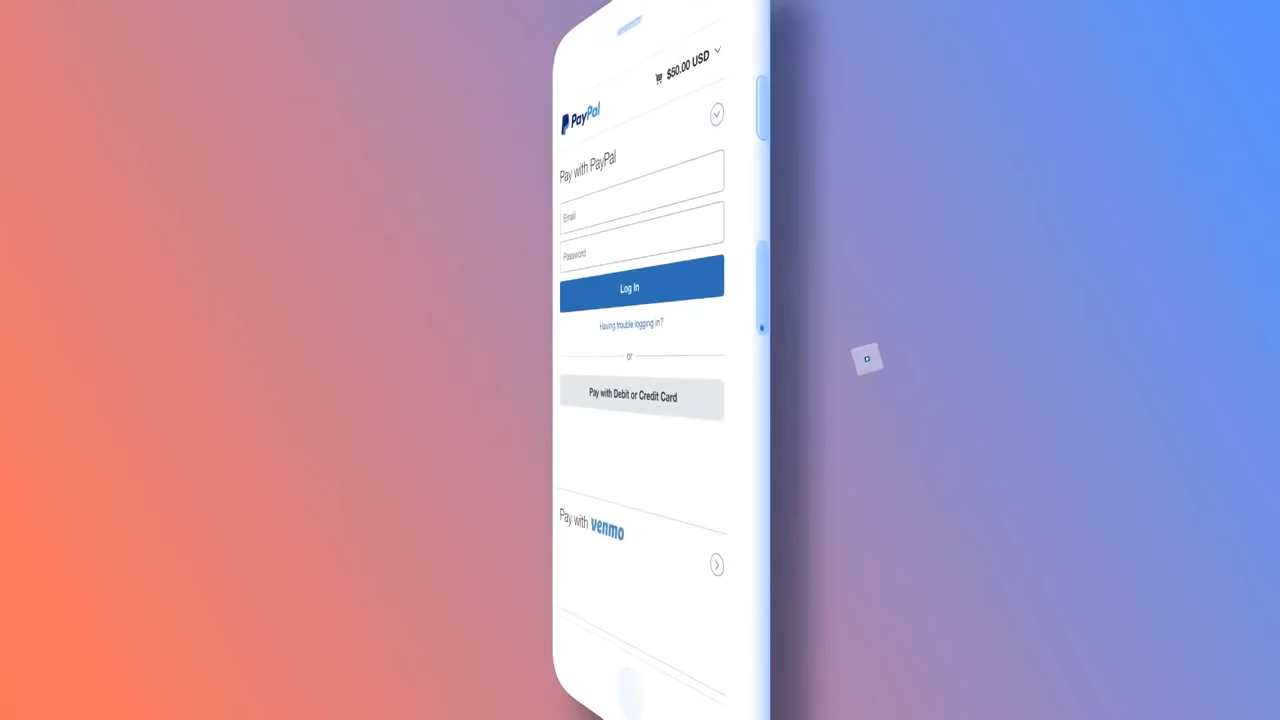 $50.00 USD
PayPal
Pay with PayPal
Email
Password
Log In
Having trouble logging in?
or
Pay with Debit or Credit Card
Pay with venmo